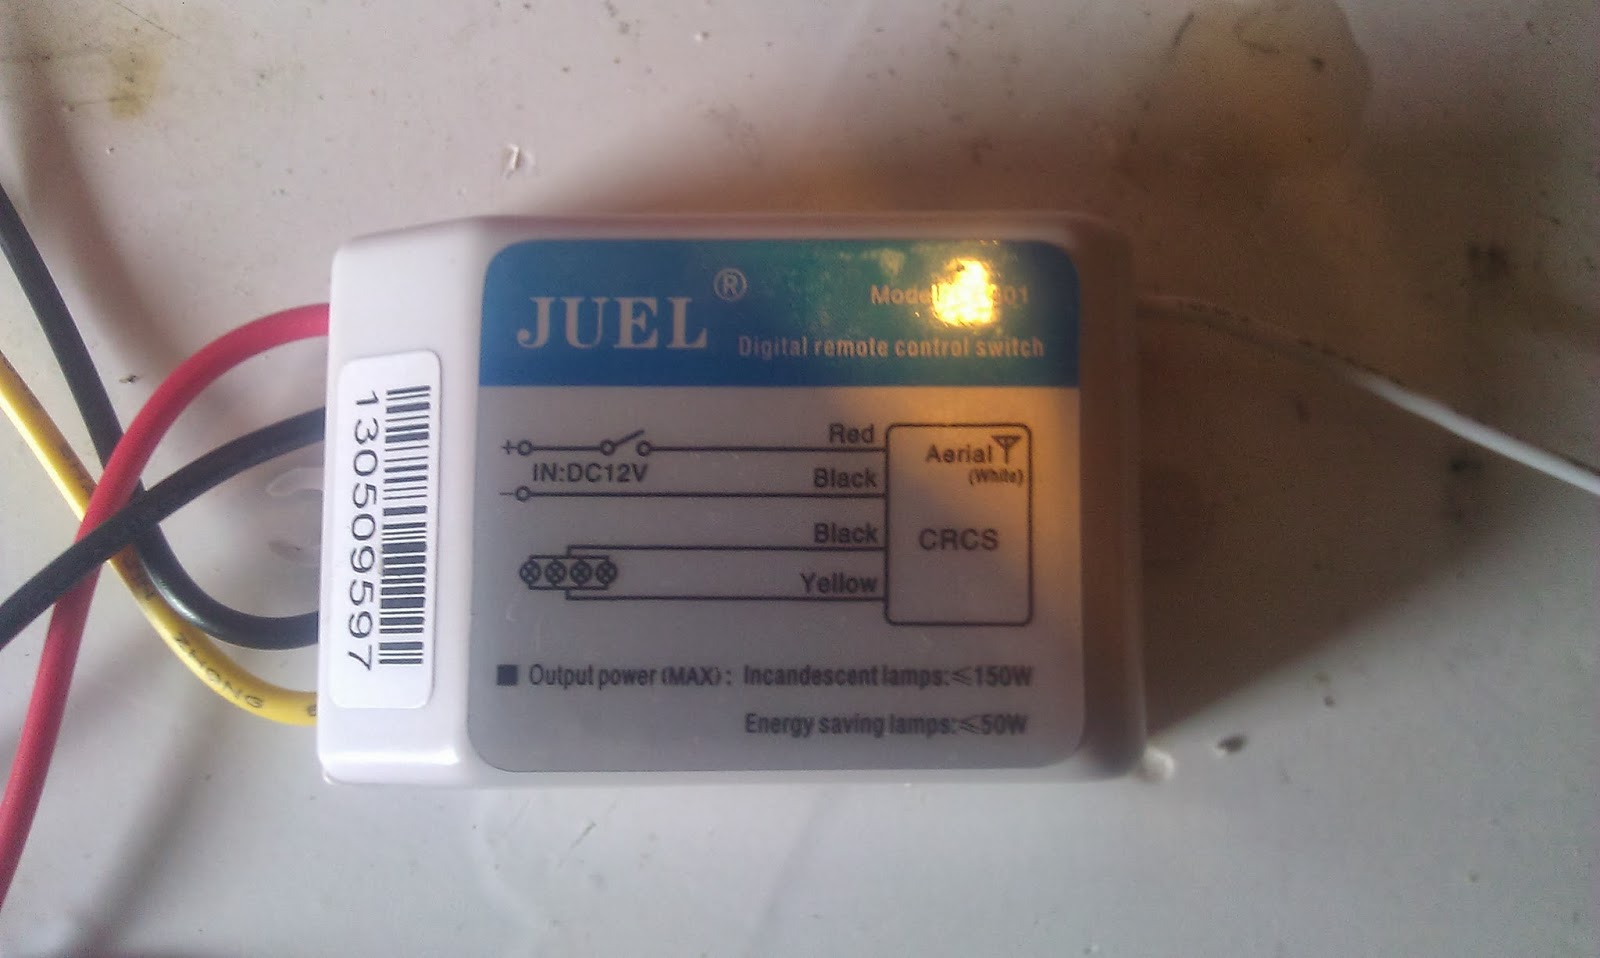 JUEL ®
Digital remote control switch
Red
+
IN:DC12V
Black
−
Black
Yellow
Aerial
(White)
CRCS
■ Output power (MAX): Incandescent lamps:≤150W
Energy saving lamps:≤50W
130509597